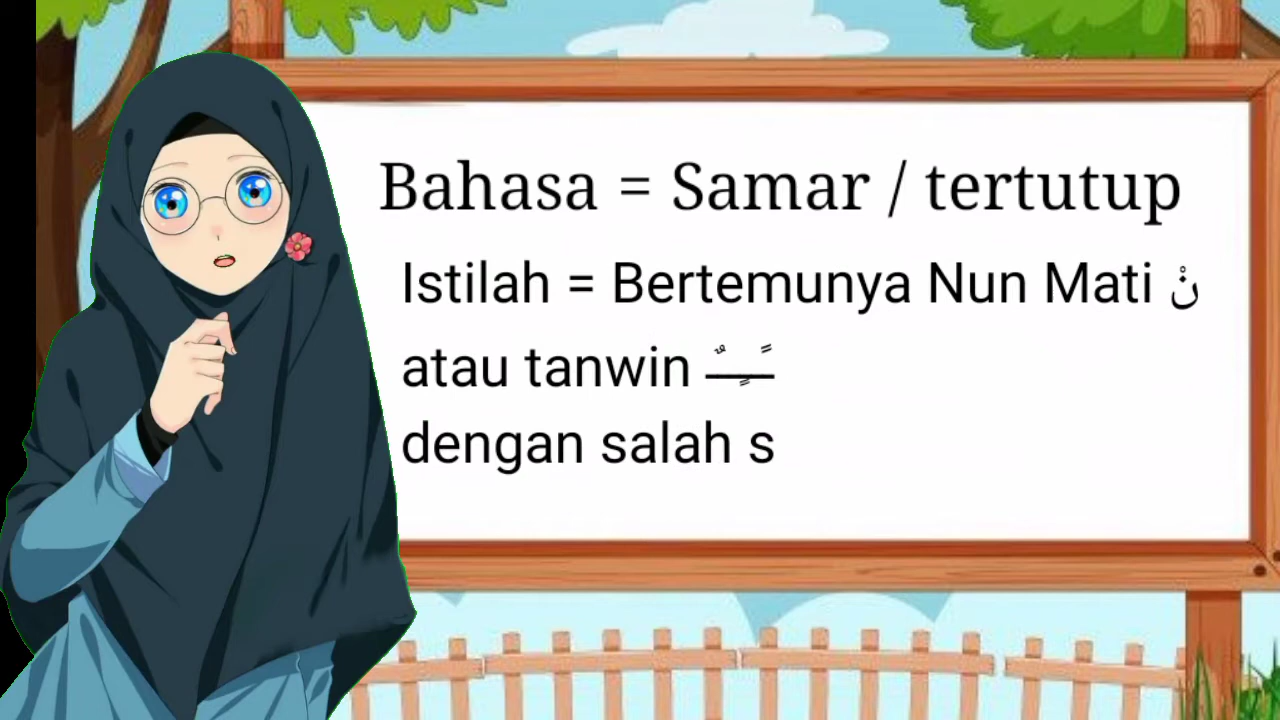 Bahasa = Samar / tertutup
Istilah = Bertemunya Nun Mati نْ
atau tanwin ـًـٍـٌ
dengan salah s